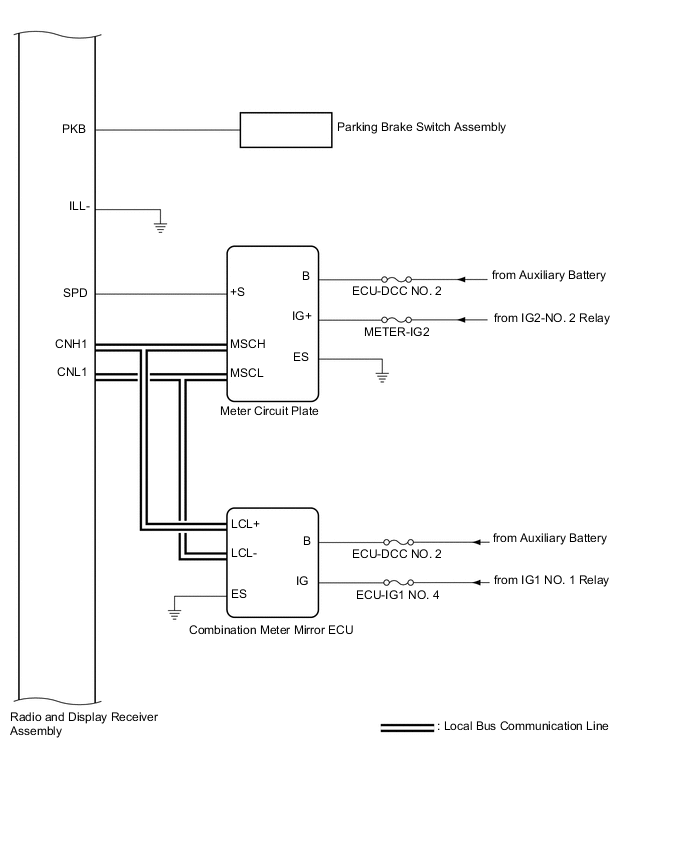 PKB
Parking Brake Switch Assembly
ILL-
SPD
+S
B
from Auxiliary Battery
ECU-DCC NO. 2
IG+
from IG2-NO. 2 Relay
METER-IG2
CNH1
MSCH
ES
CNL1
MSCL
Meter Circuit Plate
LCL+
B
from Auxiliary Battery
LCL-
ECU-DCC NO. 2
IG
from IG1 NO. 1 Relay
ES
ECU-IG1 NO. 4
Combination Meter Mirror ECU
Radio and Display Receiver
Assembly
: Local Bus Communication Line